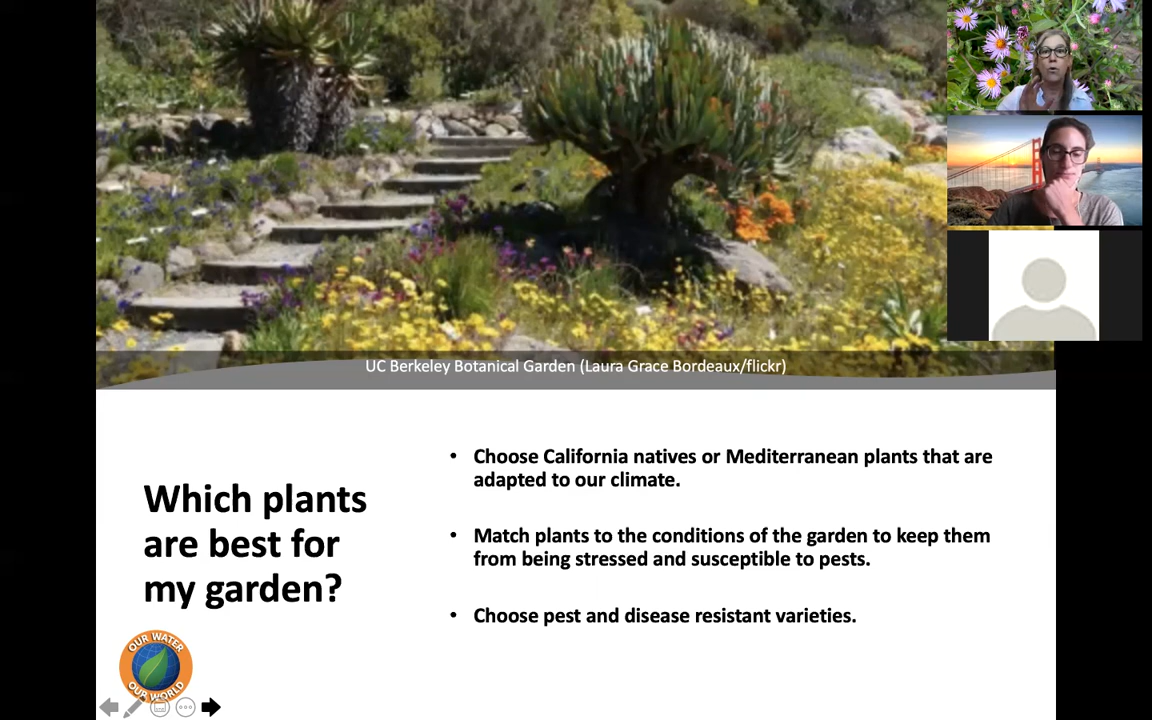 UC Berkeley Botanical Garden (Laura Grace Bordeaux/flickr)
Which plants
are best for
my garden?
• Choose California natives or Mediterranean plants that are
adapted to our climate.
• Match plants to the conditions of the garden to keep them
from being stressed and susceptible to pests.
• Choose pest and disease resistant varieties.
OUR WATER
OUR WORLD